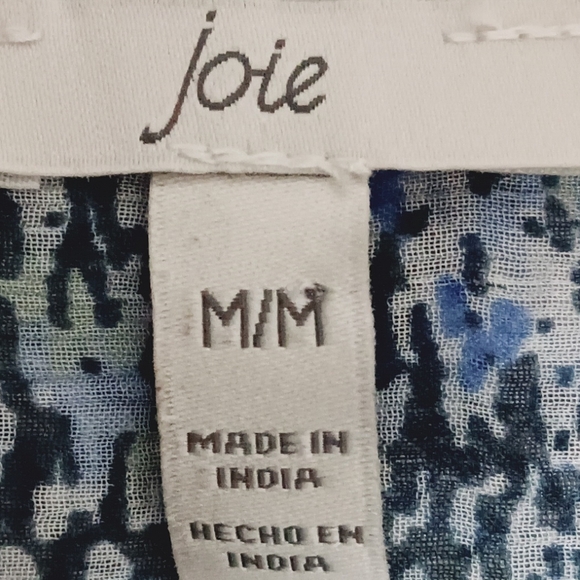 joie
M/M
MADE IN
INDIA
HECHO EN
INDIA